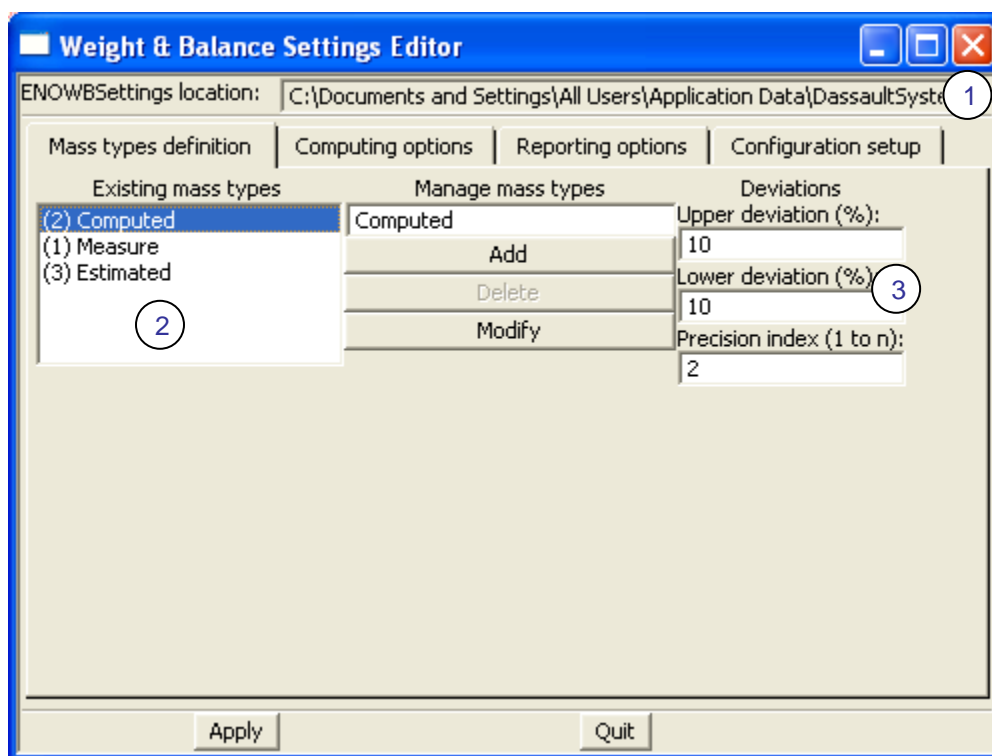 Weight & Balance Settings Editor
ENOWBSettings location: C:\Documents and Settings\All Users\Application Data\DassaultSyste
1
Mass types definition Computing options Reporting options Configuration setup
Existing mass types Manage mass types Deviations
(2) Computed
(1) Measure
(3) Estimated
2
Computed
Add
Delete
Modify
Upper deviation (%):
10
Lower deviation (%)
3
10
Precision index (1 to n):
2
Apply Quit